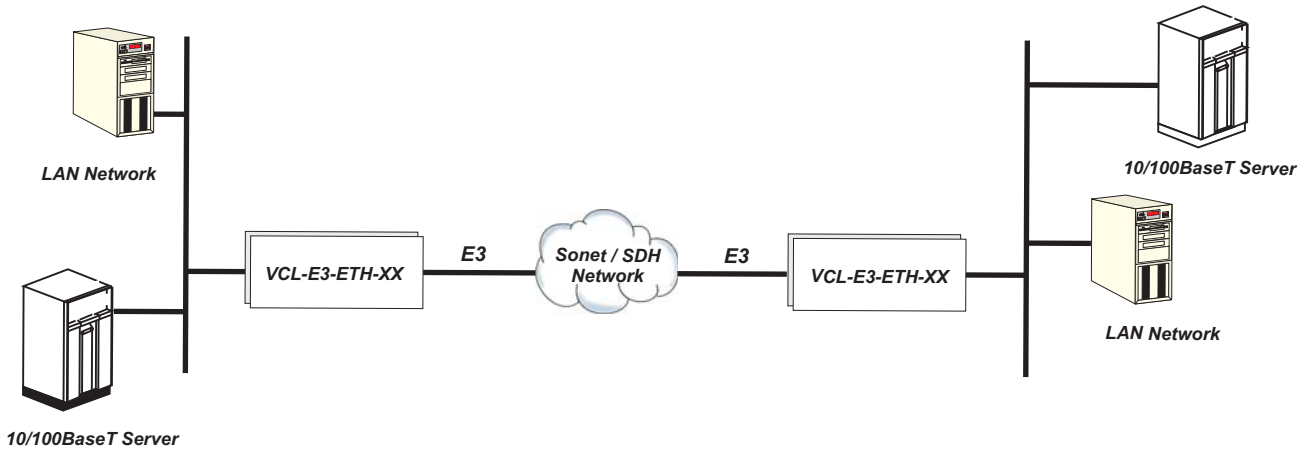 LAN Network
10/100BaseT Server
VCL-E3-ETH-XX
E3
Sonet / SDH
Network
E3
VCL-E3-ETH-XX
10/100BaseT Server
LAN Network